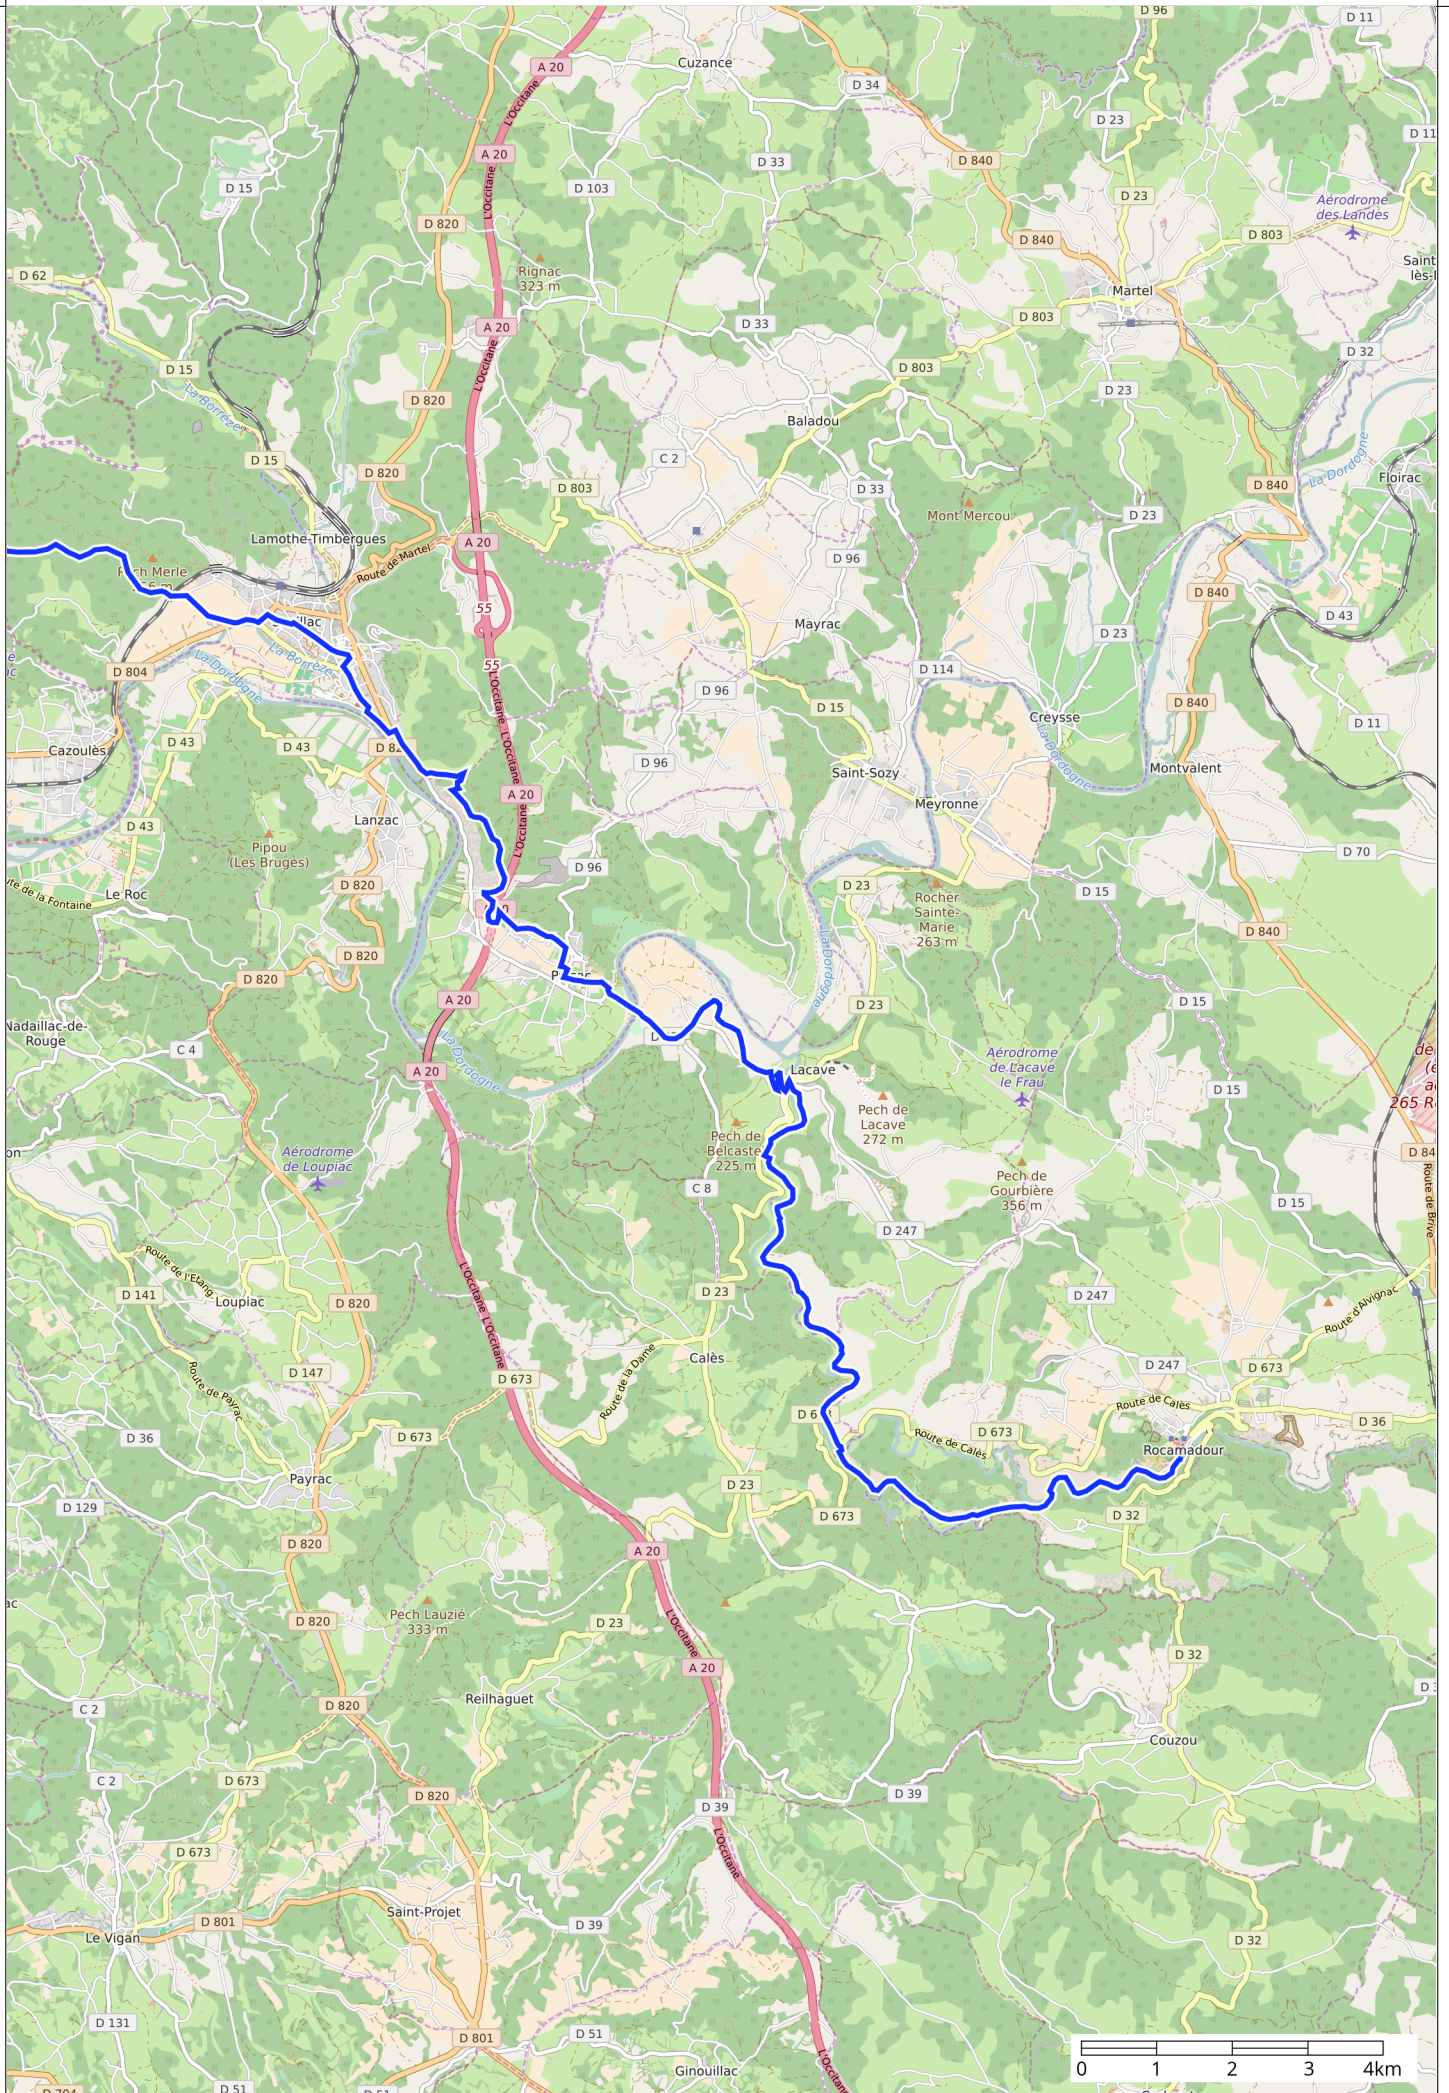 D 96
D 11
Cuzance
A 20
D 34
L'Occitane
D 23
D 11
A 20
D 33
D 840
D 15
D 103
D 23
L'Occitane
Aérodrome
des Landes
D 820
D 840
D 803
D 62
Rignac
323 m
Saint
Martel
A 20
D 33
D 803
D 32
D 15
L'Occitane
D 803
D 23
La Borrèze
D 820
Baladou
D 15
D 820
C 2
La Dordogne
D 803
D 33
Floirac
D 840
Mont Mercou
D 23
Lamothe-Timbergues
A 20
Route de Martel
D 96
Pech Merle
D 840
55
D 43
Mayrac
D 23
La Borrèze
La Dordogne
D 804
55
D 114
L'Occitane
D 96
D 840
D 15
Creysse
D 11
D 43
D 43
Cazoulès
L'Occitane
La Dordogne
D 96
Saint-Sozy
Montvalent
A 20
Meyronne
Lanzac
D 43
L'Occitane
Pipou
(Les Bruges)
D 70
D 96
D 820
D 23
D 15
Le Roc
Rocher
Sainte-
Marie
263 m
D 840
D 820
La Dordogne
D 820
A 20
D 23
D 15
Nadaillac-de-
Rouge
C 4
La Dordogne
Aérodrome
de Lacave
le Frau
A 20
Lacave
D 15
Pech de
Lacave
272 m
Pech de
Belcaste
225 m
Aérodrome
de Loupiac
Pech de
Gourbière
356 m
C 8
D 15
Route de Brive
D 247
Route de l'Etang
D 23
D 141
Loupiac
D 820
D 247
L'Occitane
L'Occitane
Route d'Alvignac
Calès
D 147
D 673
Route de la Dame
D 247
D 673
Route de Payrac
Route de Calès
D 36
D 673
D 673
D 36
Route de Calès
Rocamadour
Payrac
D 23
D 129
D 673
D 32
D 820
A 20
D 820
Pech Lauzié
333 m
D 23
L'Occitane
D 32
A 20
Reilhaguet
C 2
D 820
Couzou
C 2
D 673
D 820
D 39
D 39
D 673
L'Occitane
Saint-Projet
D 801
D 39
Le Vigan
D 32
D 131
D 801
D 51
L'Occitane
Ginouillac
D 51
0 1 2 3 4km